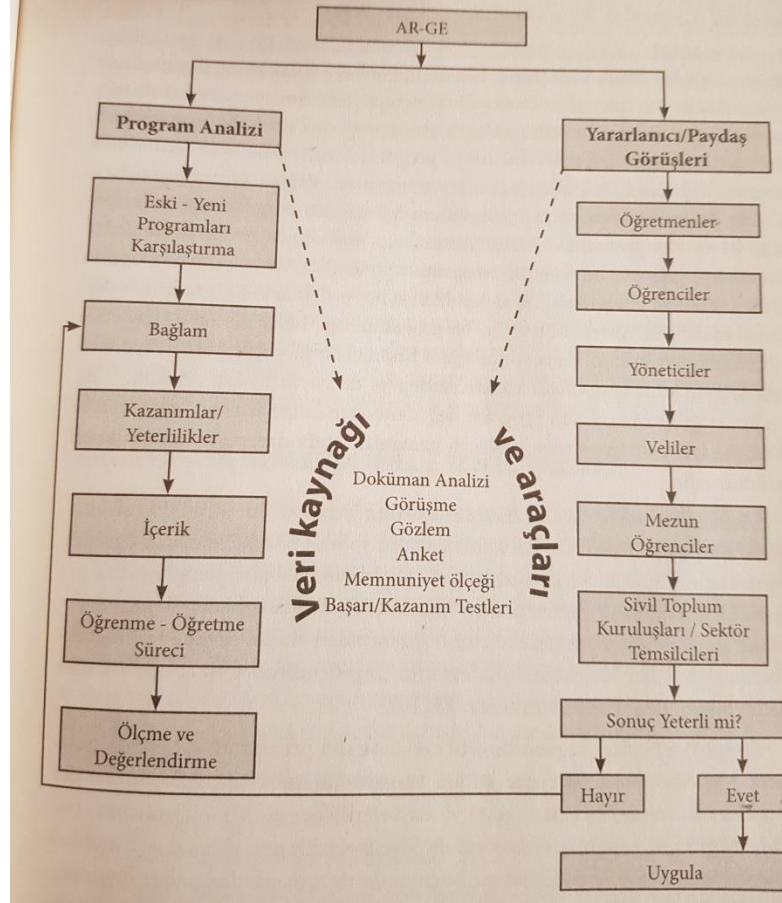 AR-GE
Program Analizi
Eski - Yeni
Programları
Karşılaştırma
Bağlam
Kazanımlar/
Yeterlilikler
İçerik
Öğrenme - Öğretme
Süreci
Ölçme ve
Değerlendirme
Veri kaynağı
ve araçları
Doküman Analizi
Görüşme
Gözlem
Anket
Memnuniyet ölçeği
Başarı/Kazanım Testleri
Yararlanıcı/Paydaş
Görüşleri
Öğretmenler
Öğrenciler
Yöneticiler
Veliler
Mezun
Öğrenciler
Sivil Toplum
Kuruluşları / Sektör
Temsilcileri
Sonuç Yeterli mi?
Hayır
Evet
Uygula